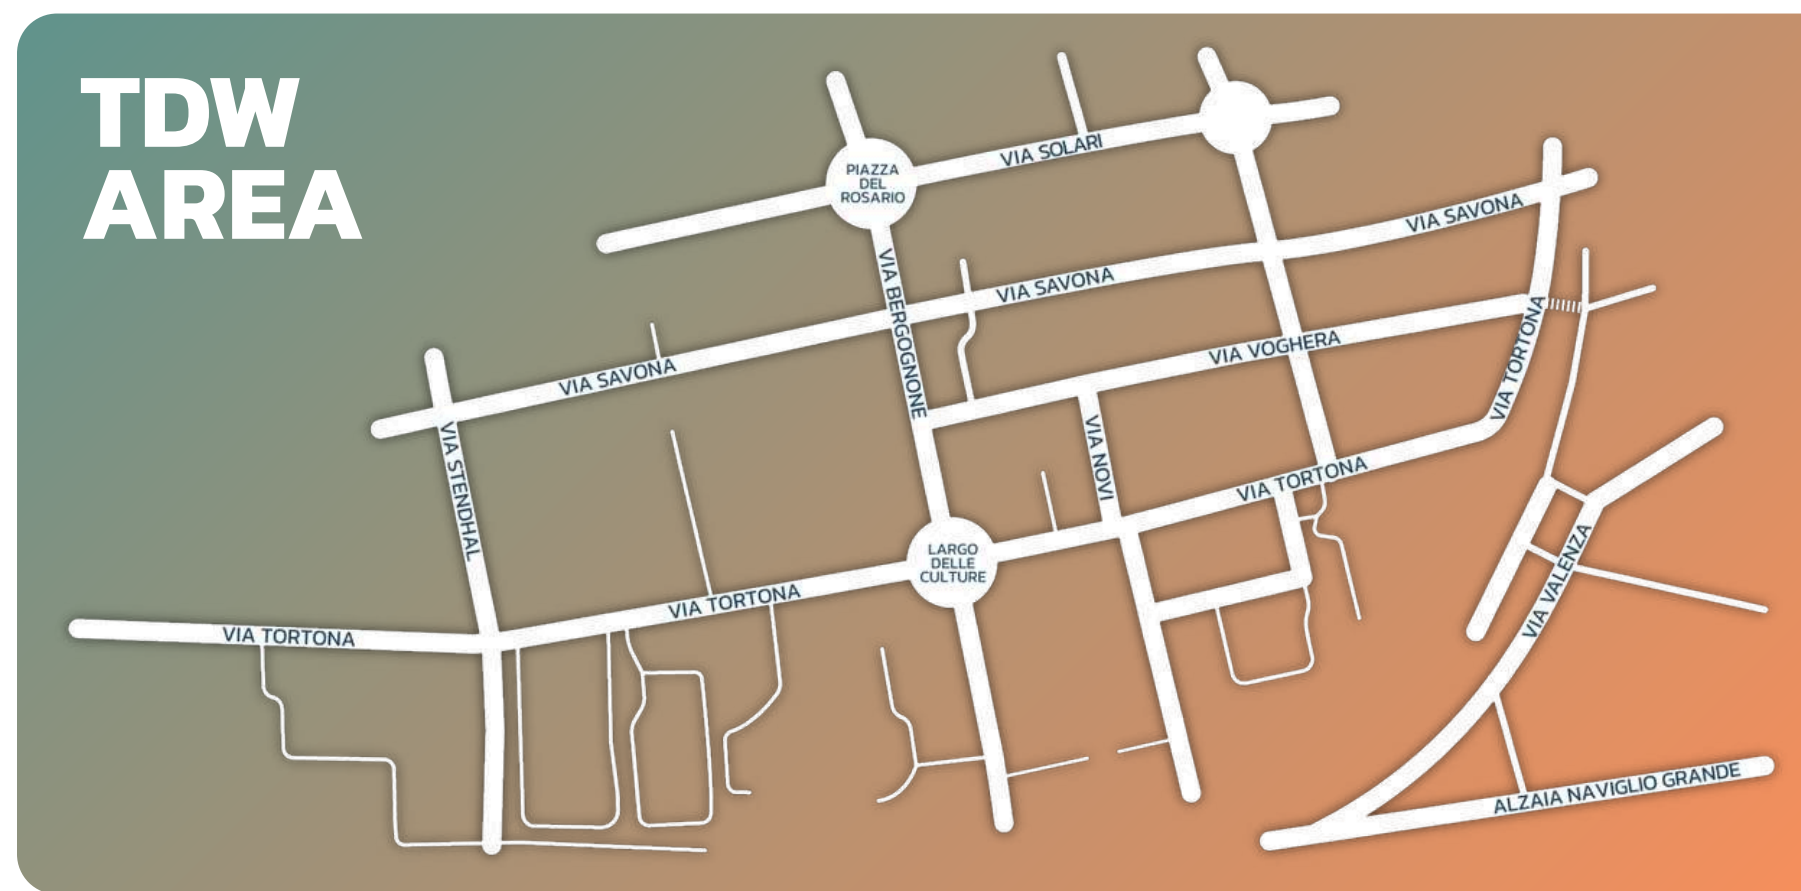 TDW
AREA
PIAZZA
DEL
ROSARIO
VIA SOLARI
VIA SAVONA
VIA BERGOGNONE
VIA SAVONA
VIA SAVONA
VIA VOGHERA
VIA TORTONA
VIA STENDHAL
VIA NOVI
VIA TORTONA
LARGO
DELLE
CULTURE
VIA TORTONA
VIA TORTONA
VIA VALENZA
ALZAIA NAVIGLIO GRANDE